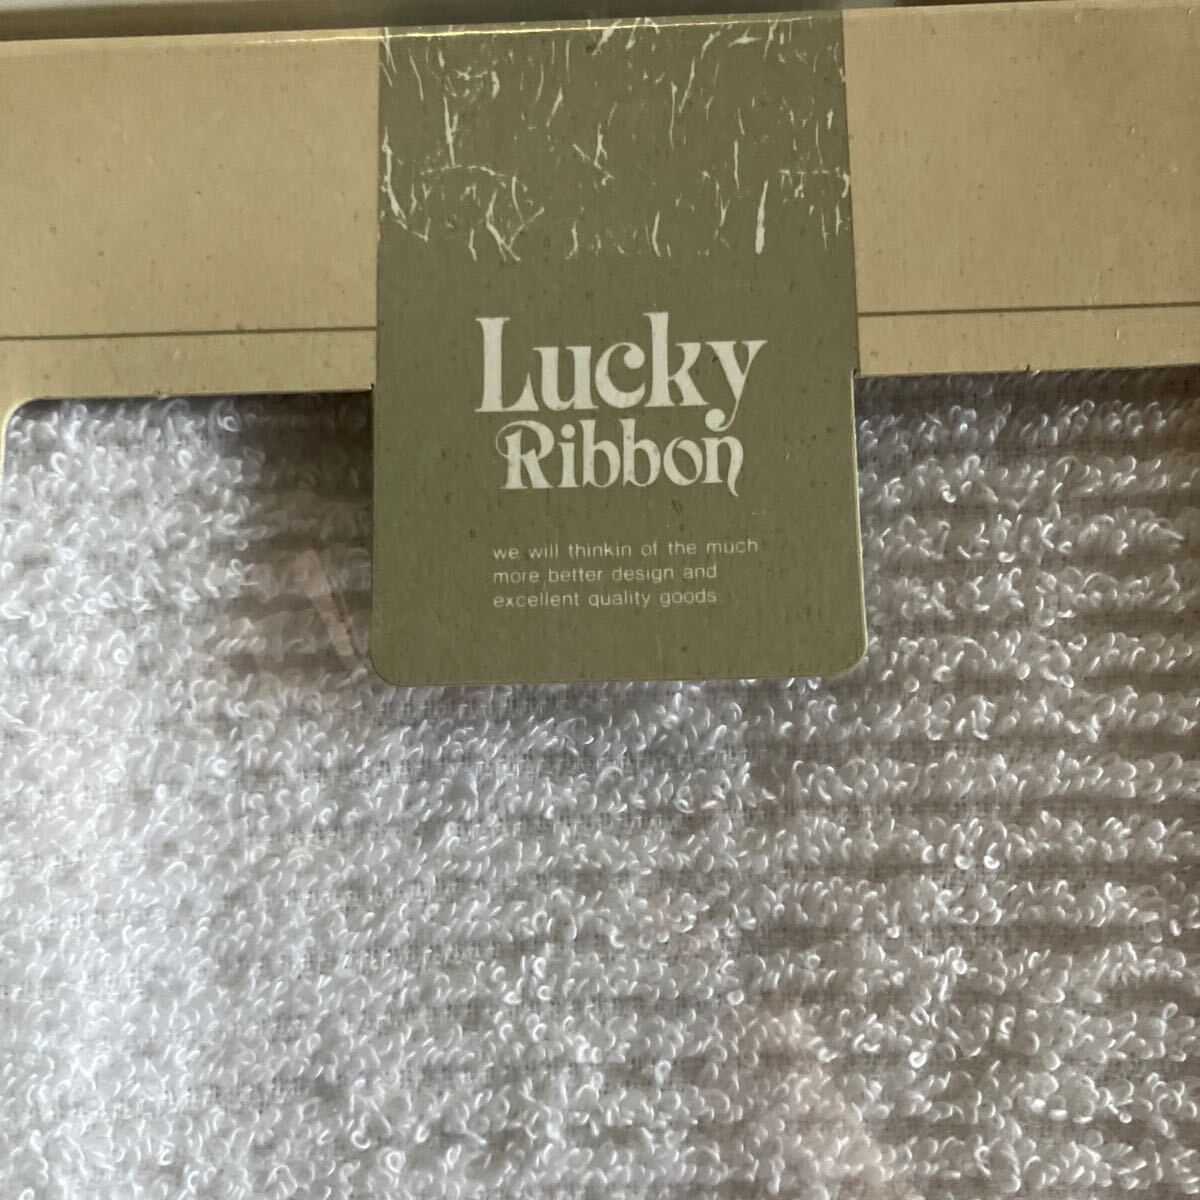 Lucky
Ribbon
we will thinkin of the much
more better design and
excellent quality goods